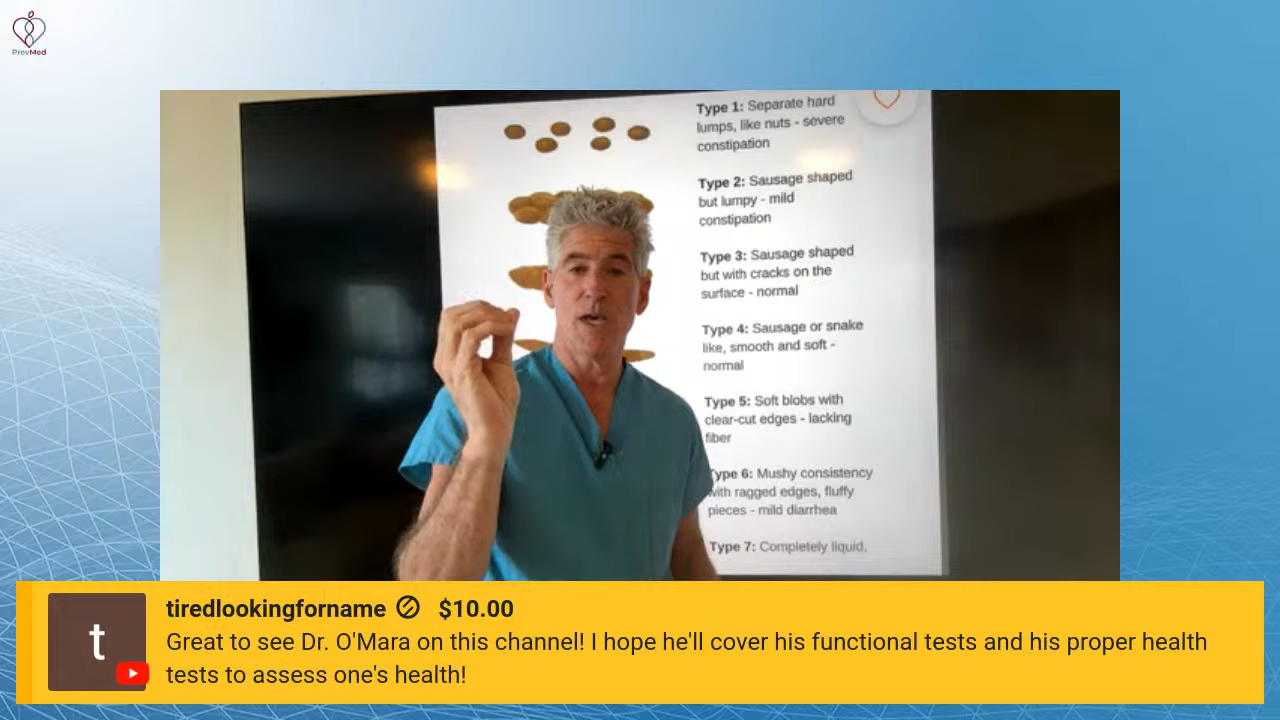 PrevMed
Type 1: Separate hard
lumps, like nuts - severe
constipation
Type 2: Sausage shaped
but lumpy - mild
constipation
Type 3: Sausage shaped
but with cracks on the
surface - normal
Type 4: Sausage or snake
like, smooth and soft -
normal
Type 5: Soft blobs with
clear-cut edges - lacking
fiber
Type 6: Mushy consistency
with ragged edges, fluffy
pieces - mild diarrhea
Type 7: Completely liquid.
t
tiredlookingforname $10.00
Great to see Dr. O'Mara on this channel! I hope he'll cover his functional tests and his proper health
tests to assess one's health!